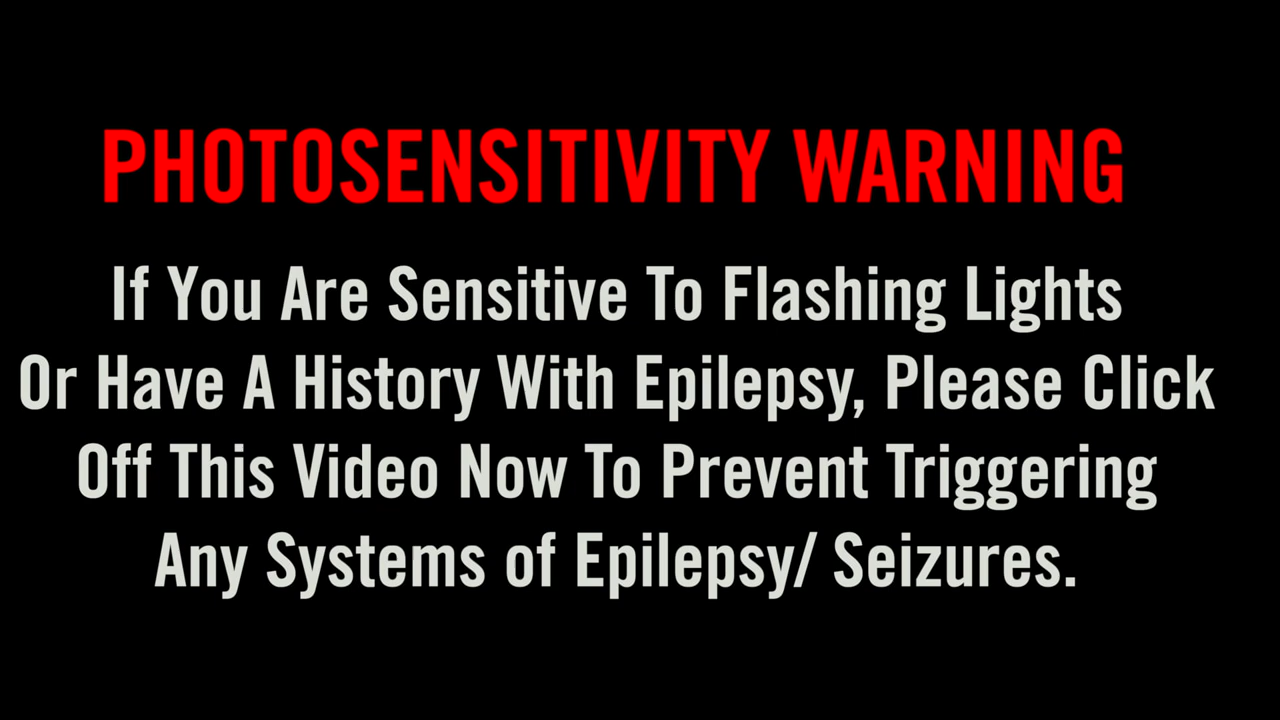 PHOTOSENSITIVITY WARNING
If You Are Sensitive To Flashing Lights
Or Have A History With Epilepsy, Please Click
Off This Video Now To Prevent Triggering
Any Systems of Epilepsy/ Seizures.